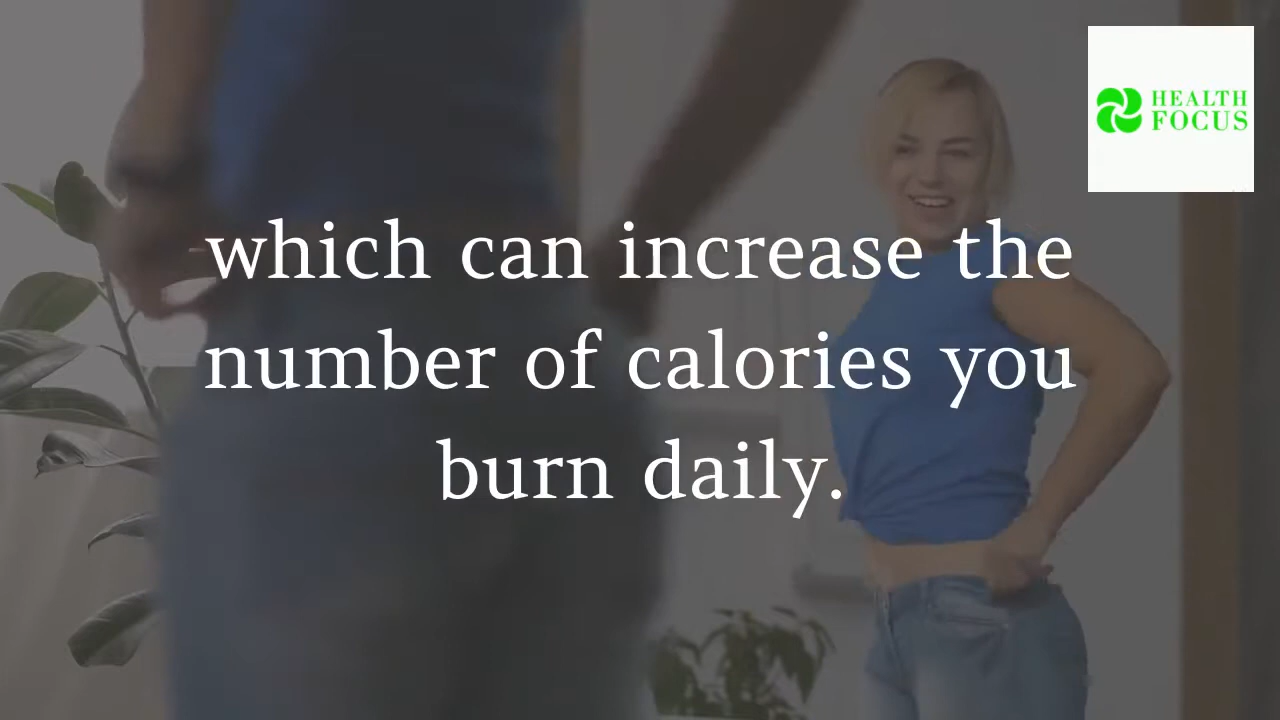 HEALTH
FOCUS
which can increase the
number of calories you
burn daily.